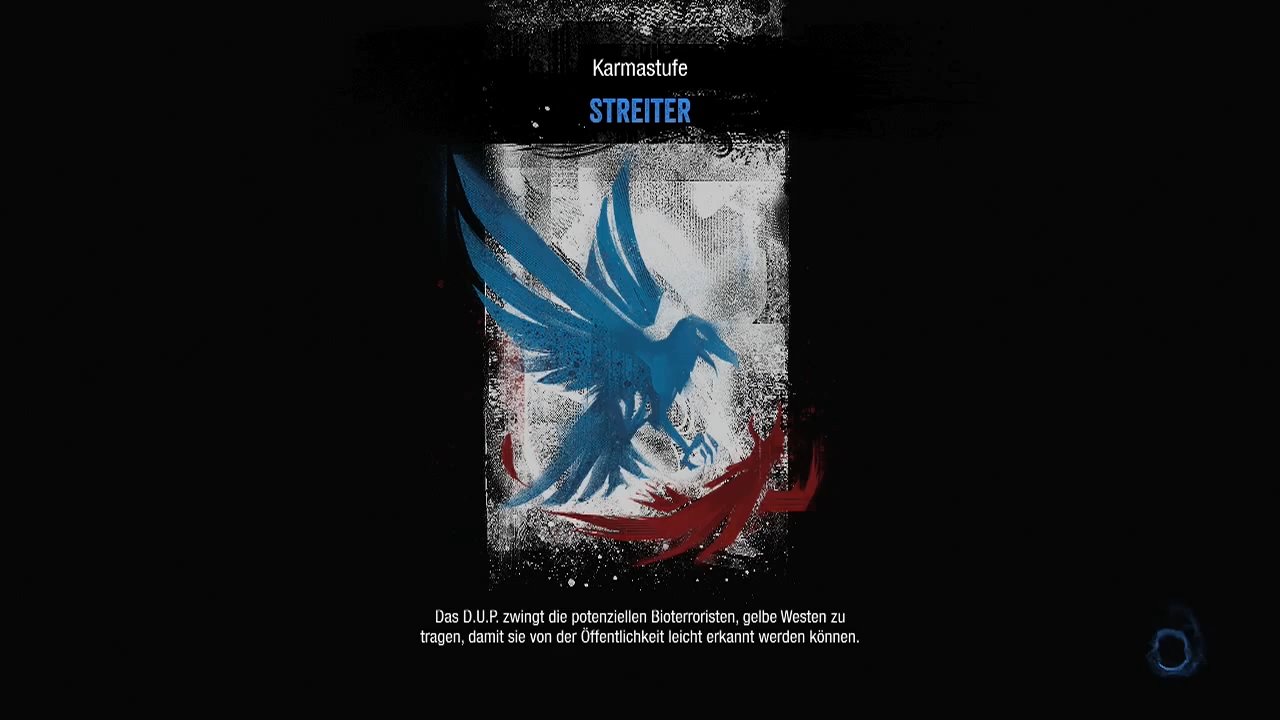 Karmastufe
STREITER
Das D.U.P. zwingt die potenziellen Bioterroristen, gelbe Westen zu
tragen, damit sie von der Öffentlichkeit leicht erkannt werden können.